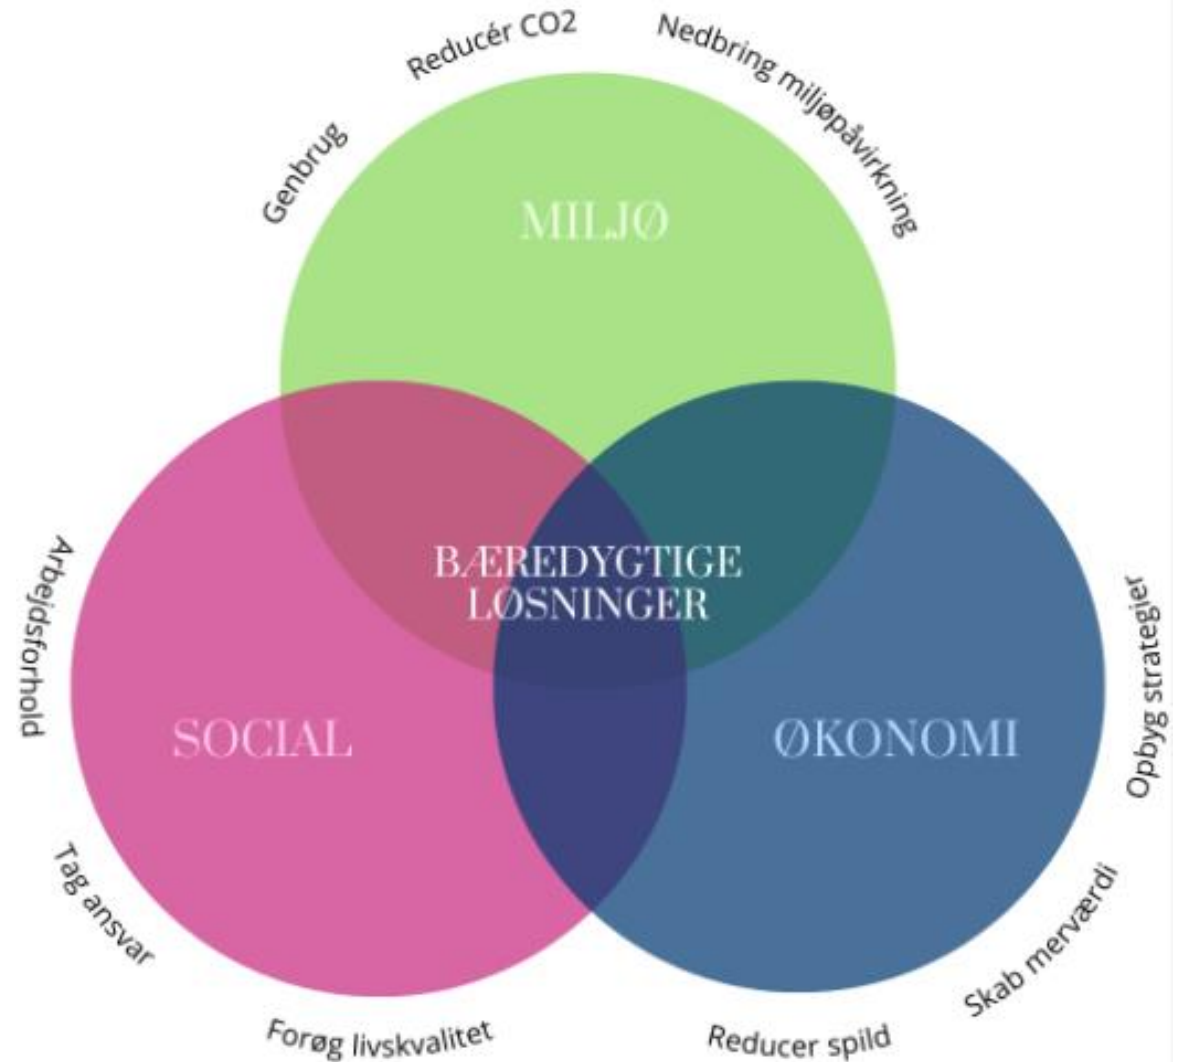 Reducér CO2
Nedbring miljøpåvirkning
Genbrug
MILJØ
BÆREDYGTIGE
LØSNINGER
Arbejdsforhold
SOCIAL
ØKONOMI
Opbyg strategier
Tag ansvar
Skab merværdi
Forøg livskvalitet
Reducer spild